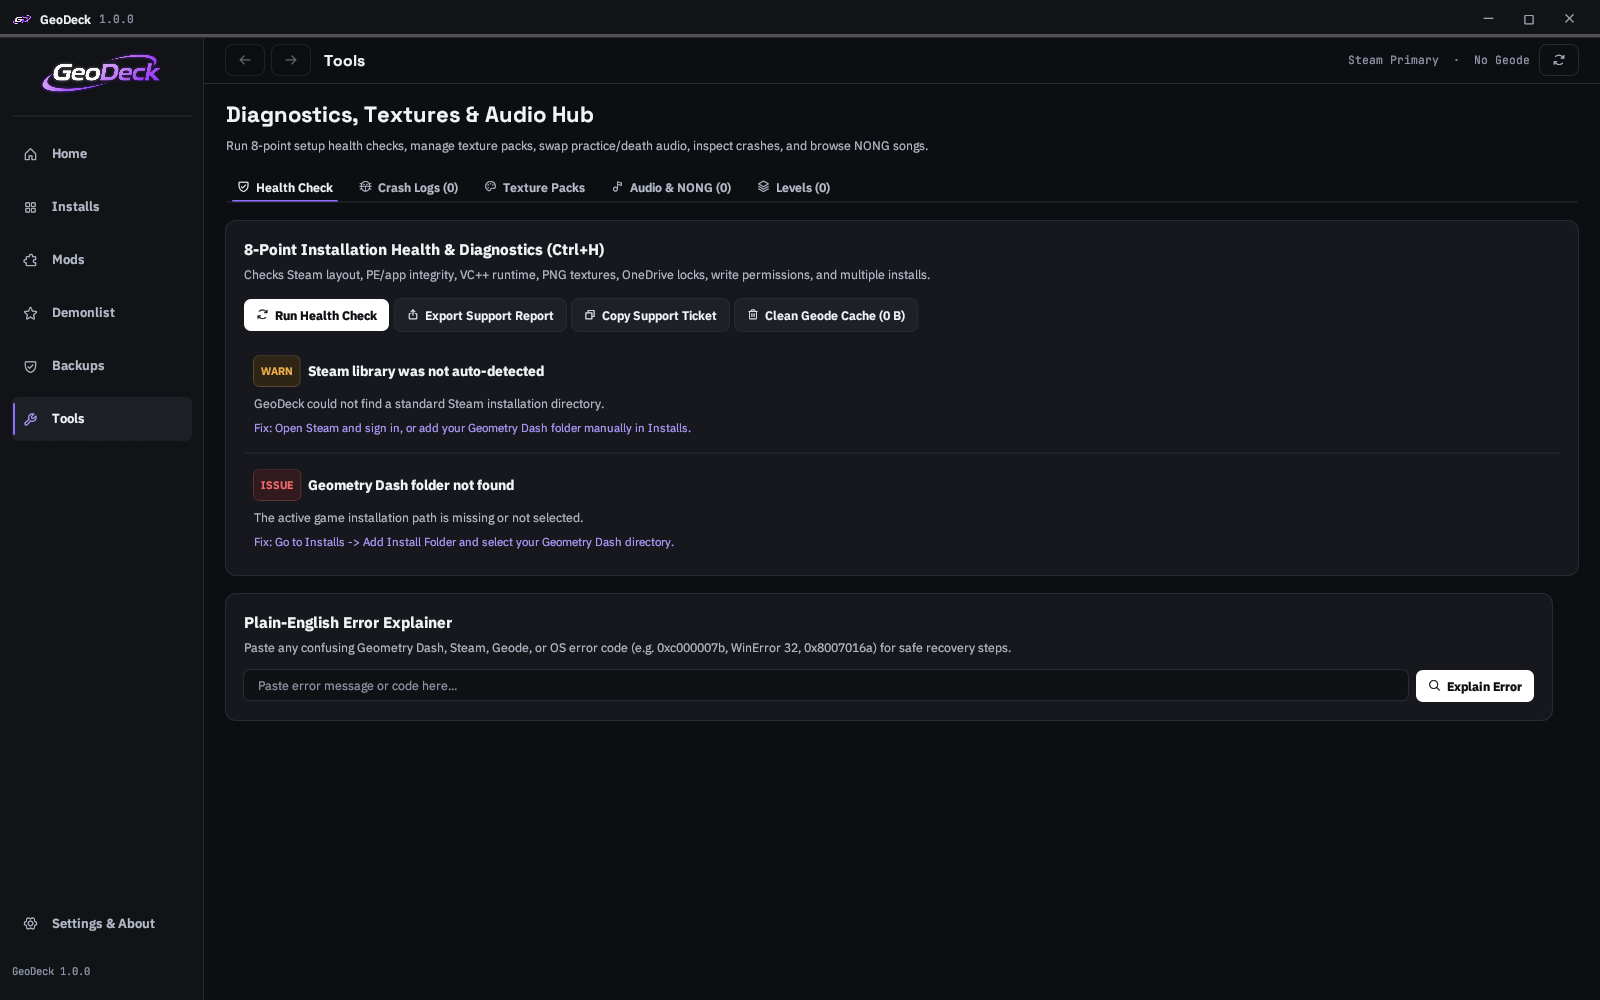 GeoDeck 1.0.0
GeoDeck
Tools
Steam Primary · No Geode
Home
Installs
Mods
Demonlist
Backups
Tools
Settings & About
GeoDeck 1.0.0
Diagnostics, Textures & Audio Hub
Run 8-point setup health checks, manage texture packs, swap practice/death audio, inspect crashes, and browse NONG songs.
Health Check
Crash Logs (0)
Texture Packs
Audio & NONG (0)
Levels (0)
8-Point Installation Health & Diagnostics (Ctrl+H)
Checks Steam layout, PE/app integrity, VC++ runtime, PNG textures, OneDrive locks, write permissions, and multiple installs.
Run Health Check
Export Support Report
Copy Support Ticket
Clean Geode Cache (0 B)
WARN Steam library was not auto-detected
GeoDeck could not find a standard Steam installation directory.
Fix: Open Steam and sign in, or add your Geometry Dash folder manually in Installs.
ISSUE Geometry Dash folder not found
The active game installation path is missing or not selected.
Fix: Go to Installs -> Add Install Folder and select your Geometry Dash directory.
Plain-English Error Explainer
Paste any confusing Geometry Dash, Steam, Geode, or OS error code (e.g. 0xc000007b, WinError 32, 0x8007016a) for safe recovery steps.
Paste error message or code here...
Explain Error